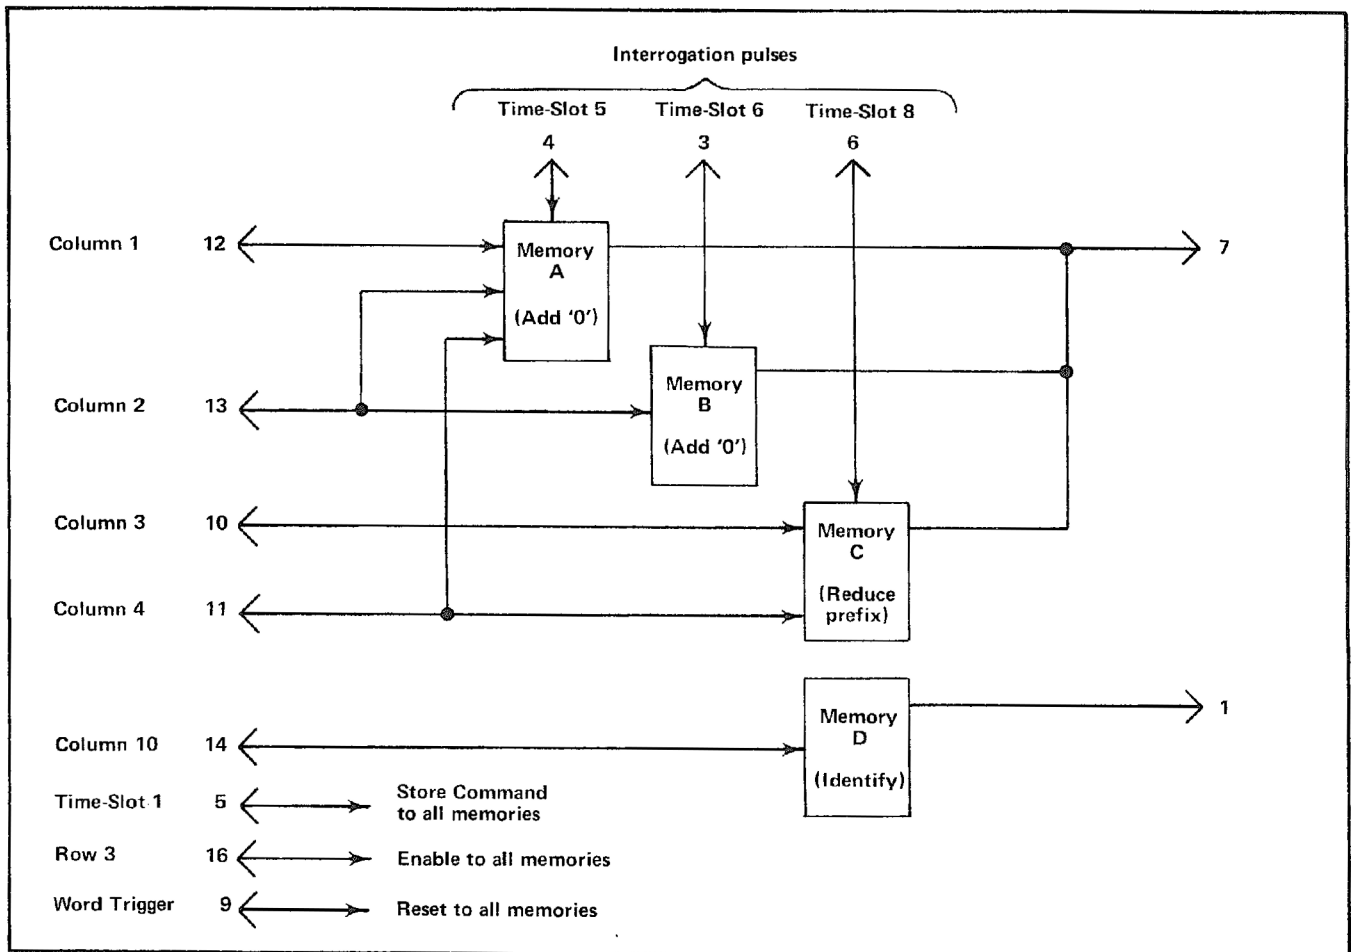 Interrogation pulses
Time-Slot 5 Time-Slot 6 Time-Slot 8
4 3 6
Column 1 12
Memory
A
(Add ‘0’)
7
Column 2 13
Memory
B
(Add ‘0’)
Column 3 10
Memory
C
(Reduce
prefix)
Column 4 11
Memory
D
(Identify)
1
Column 10 14
Time-Slot 1 5 Store Command
to all memories
Row 3 16 Enable to all memories
Word Trigger 9 Reset to all memories